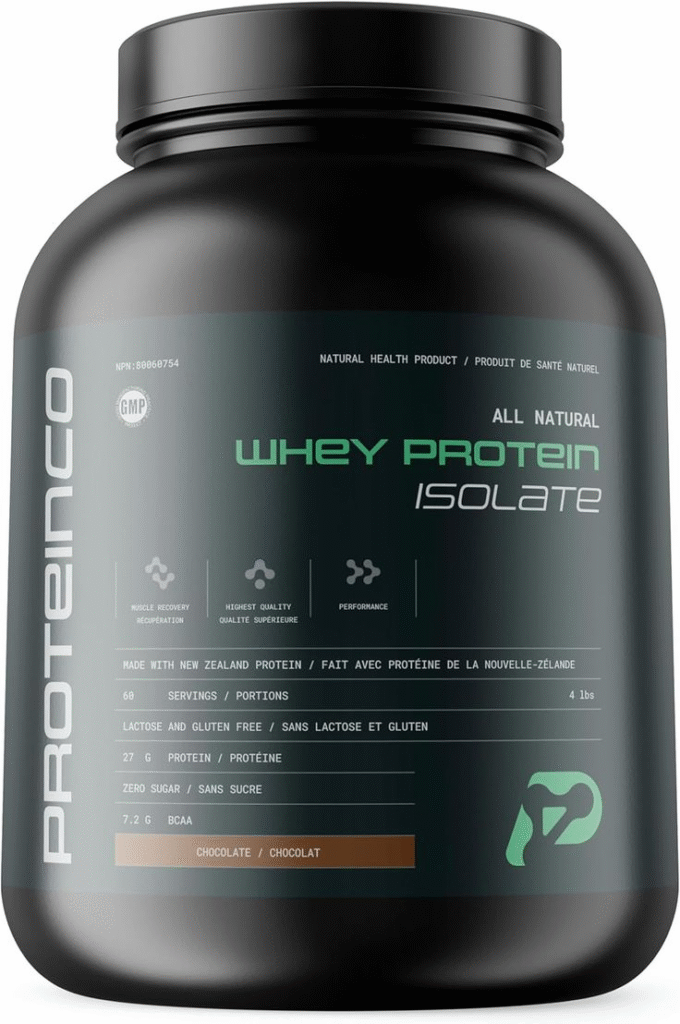 NPN:80060754
NATURAL HEALTH PRODUCT / PRODUIT DE SANTÉ NATUREL
GMP
ALL NATURAL
WHEY PROTEIN
ISOLATE
PROTEINCO
MUSCLE RECOVERY
RÉCUPÉRATION
HIGHEST QUALITY
QUALITÉ SUPÉRIEURE
PERFORMANCE
MADE WITH NEW ZEALAND PROTEIN / FAIT AVEC PROTÉINE DE LA NOUVELLE-ZÉLANDE
60 SERVINGS / PORTIONS 4 lbs
LACTOSE AND GLUTEN FREE / SANS LACTOSE ET GLUTEN
27 G PROTEIN / PROTÉINE
ZERO SUGAR / SANS SUCRE
7.2 G BCAA
CHOCOLATE / CHOCOLAT